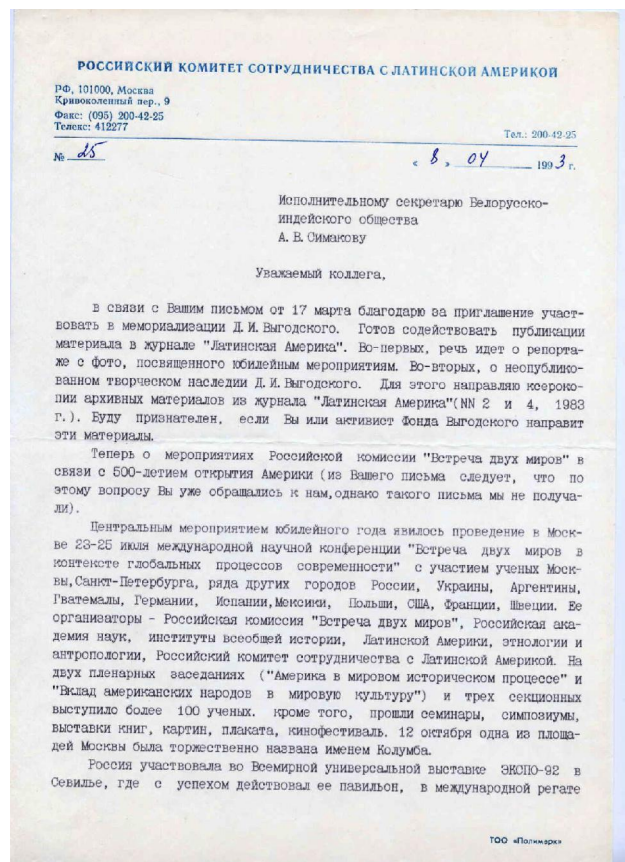 РОССИЙСКИЙ КОМИТЕТ СОТРУДНИЧЕСТВА С ЛАТИНСКОЙ АМЕРИКОЙ
РФ, 101000, Москва
Кривоколенный пер., 9
Факс: (095) 200-42-25
Телекс: 412277
Тел.: 200-42-25
№ 25
« 8 » 04 1993 г.
Исполнительному секретарю Белорусско-
индейского общества
А.В.Симакову
Уважаемый коллега,
в связи с Вашим письмом от 17 марта благодарю за приглашение участ-
вовать в мемориализации Д.И.Выгодского. Готов содействовать публикации
материала в журнале "Латинская Америка". Во-первых, речь идет о репорта-
же с фото, посвященного юбилейным мероприятиям. Во-вторых, о неопублико-
ванном творческом наследии Д.И.Выгодского. Для этого направляю ксероко-
пии архивных материалов из журнала "Латинская Америка"(NN 2 и 4, 1983
г.). Буду признателен, если Вы или активист Фонда Выгодского направит
эти материалы.
Теперь о мероприятиях Российской комиссии "Встреча двух миров" в
связи с 500-летием открытия Америки (из Вашего письма следует, что по
этому вопросу Вы уже обращались к нам,однако такого письма мы не получа-
ли).
Центральным мероприятием юбилейного года явилось проведение в Моск-
ве 23-25 июля международной научной конференции "Встреча двух миров в
контексте глобальных процессов современности" с участием ученых Моск-
вы,Санкт-Петербурга, ряда других городов России, Украины, Аргентины,
Гватемалы, Германии, Испании,Мексики, Польши, США, Франции, Швеции. Ее
организаторы - Российская комиссия "Встреча двух миров", Российская ака-
демия наук, институты всеобщей истории, Латинской Америки, этнологии и
антропологии, Российский комитет сотрудничества с Латинской Америкой. На
двух пленарных заседаниях ("Америка в мировом историческом процессе" и
"Вклад американских народов в мировую культуру") и трех секционных
выступило более 100 ученых. кроме того, прошли семинары, симпозиумы,
выставки книг, картин, плаката, кинофестиваль. 12 октября одна из площа-
дей Москвы была торжественно названа именем Колумба.
Россия участвовала во Всемирной универсальной выставке ЭКСПО-92 в
Севилье, где с успехом действовал ее павильон, в международной регате
ТОО «Полимарк»